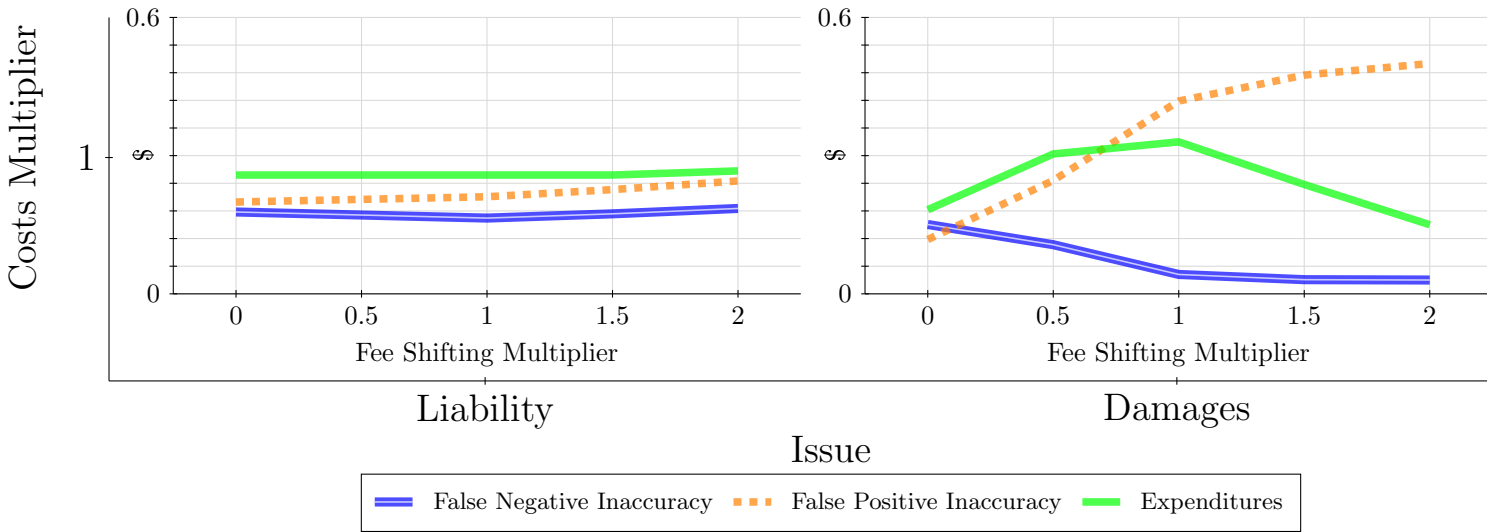 Costs Multiplier
1
0.6
$
0
0 0.5 1 1.5 2
Fee Shifting Multiplier
0.6
$
0
0 0.5 1 1.5 2
Fee Shifting Multiplier
Liability Damages
Issue
False Negative Inaccuracy False Positive Inaccuracy Expenditures